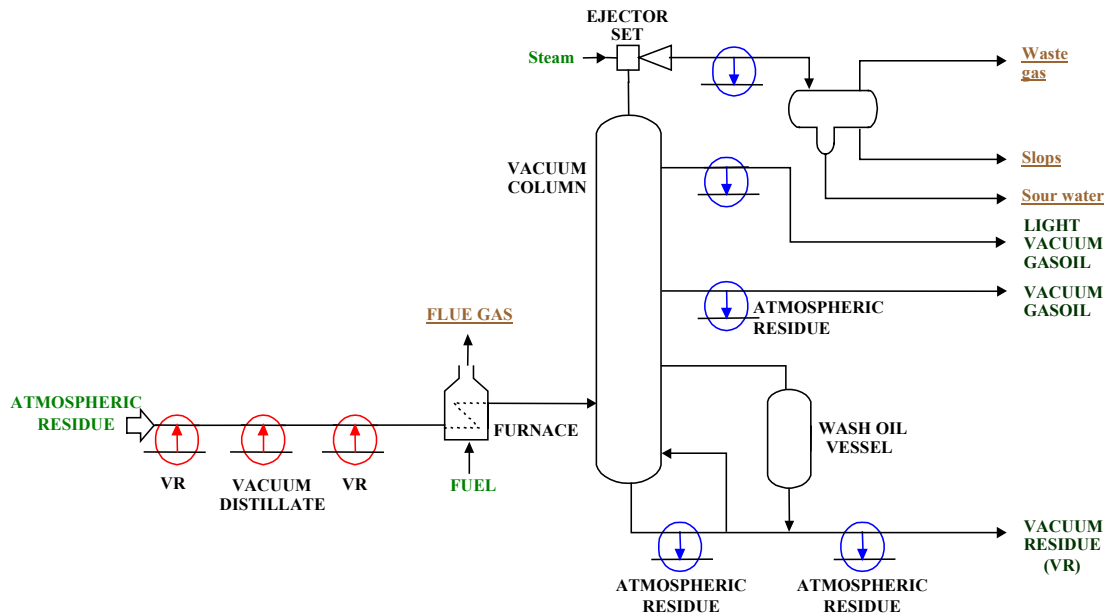 EJECTOR
SET
Steam
Waste
gas
VACUUM
COLUMN
Slops
Sour water
LIGHT
VACUUM
GASOIL
VACUUM
GASOIL
ATMOSPHERIC
RESIDUE
FLUE GAS
ATMOSPHERIC
RESIDUE
FURNACE
WASH OIL
VESSEL
VR
VACUUM
DISTILLATE
VR
FUEL
VACUUM
RESIDUE
(VR)
ATMOSPHERIC
RESIDUE
ATMOSPHERIC
RESIDUE